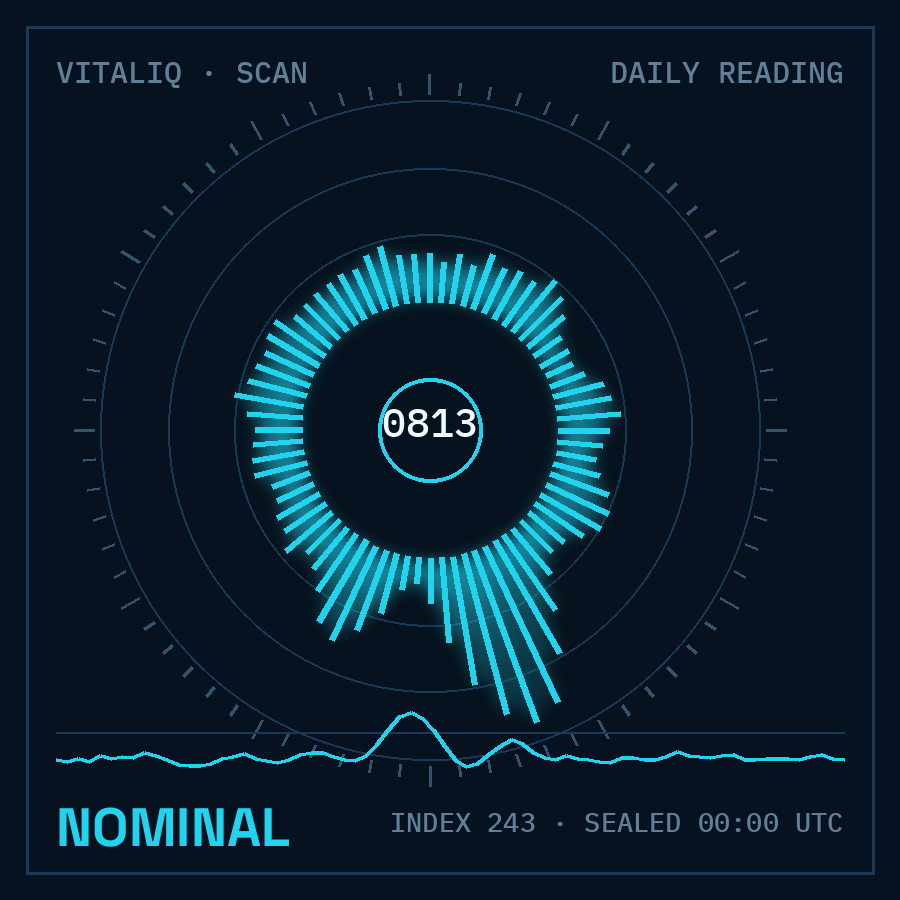 VITALIQ · SCAN
DAILY READING
0813
NOMINAL
INDEX 243 · SEALED 00:00 UTC